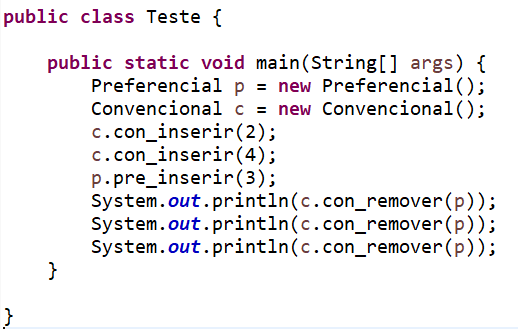 public class Teste {
public static void main(String[] args) {
Preferencial p = new Preferencial();
Convencional c = new Convencional();
c.con_inserir(2);
c.con_inserir(4);
p.pre_inserir(3);
System.out.println(c.con_remover(p));
System.out.println(c.con_remover(p));
System.out.println(c.con_remover(p));
}
}